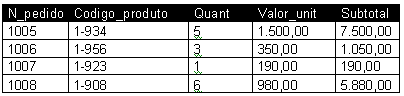 N_pedido Codigo_produto Quant Valor_unit Subtotal
1005 1-934 5 1.500,00 7.500,00
1006 1-956 3 350,00 1.050,00
1007 1-923 1 190,00 190,00
1008 1-908 6 980,00 5.880,00